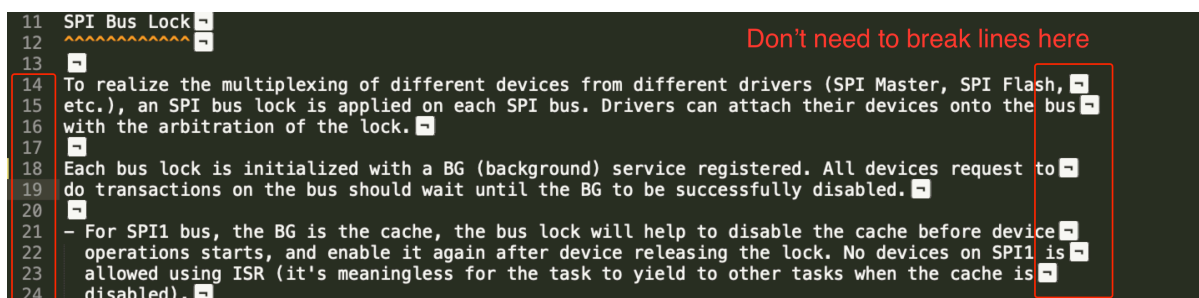 11 SPI Bus Lock¬
12 ^^^^^^^^^^^^¬
Don't need to break lines here
13 ¬
14 To realize the multiplexing of different devices from different drivers (SPI Master, SPI Flash,¬
15 etc.), an SPI bus lock is applied on each SPI bus. Drivers can attach their devices onto the bus¬
16 with the arbitration of the lock.¬
17 ¬
18 Each bus lock is initialized with a BG (background) service registered. All devices request to¬
19 do transactions on the bus should wait until the BG to be successfully disabled.¬
20 ¬
21 - For SPI1 bus, the BG is the cache, the bus lock will help to disable the cache before device¬
22 operations starts, and enable it again after device releasing the lock. No devices on SPI1 is¬
23 allowed using ISR (it's meaningless for the task to yield to other tasks when the cache is¬
24 disabled).¬